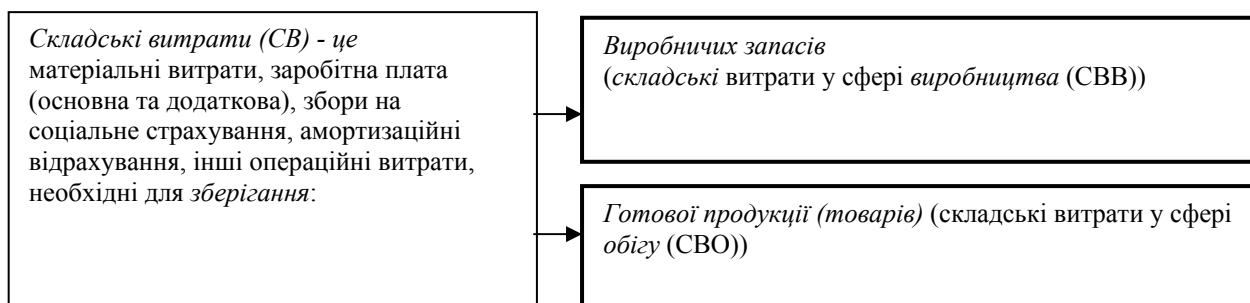 Складські витрати (СВ) - це
матеріальні витрати, заробітна плата
(основна та додаткова), збори на
соціальне страхування, амортизаційні
відрахування, інші операційні витрати,
необхідні для зберігання:
Виробничих запасів
(складські витрати у сфері виробництва (СВВ))
Готової продукції (товарів) (складські витрати у сфері
обігу (СВО))